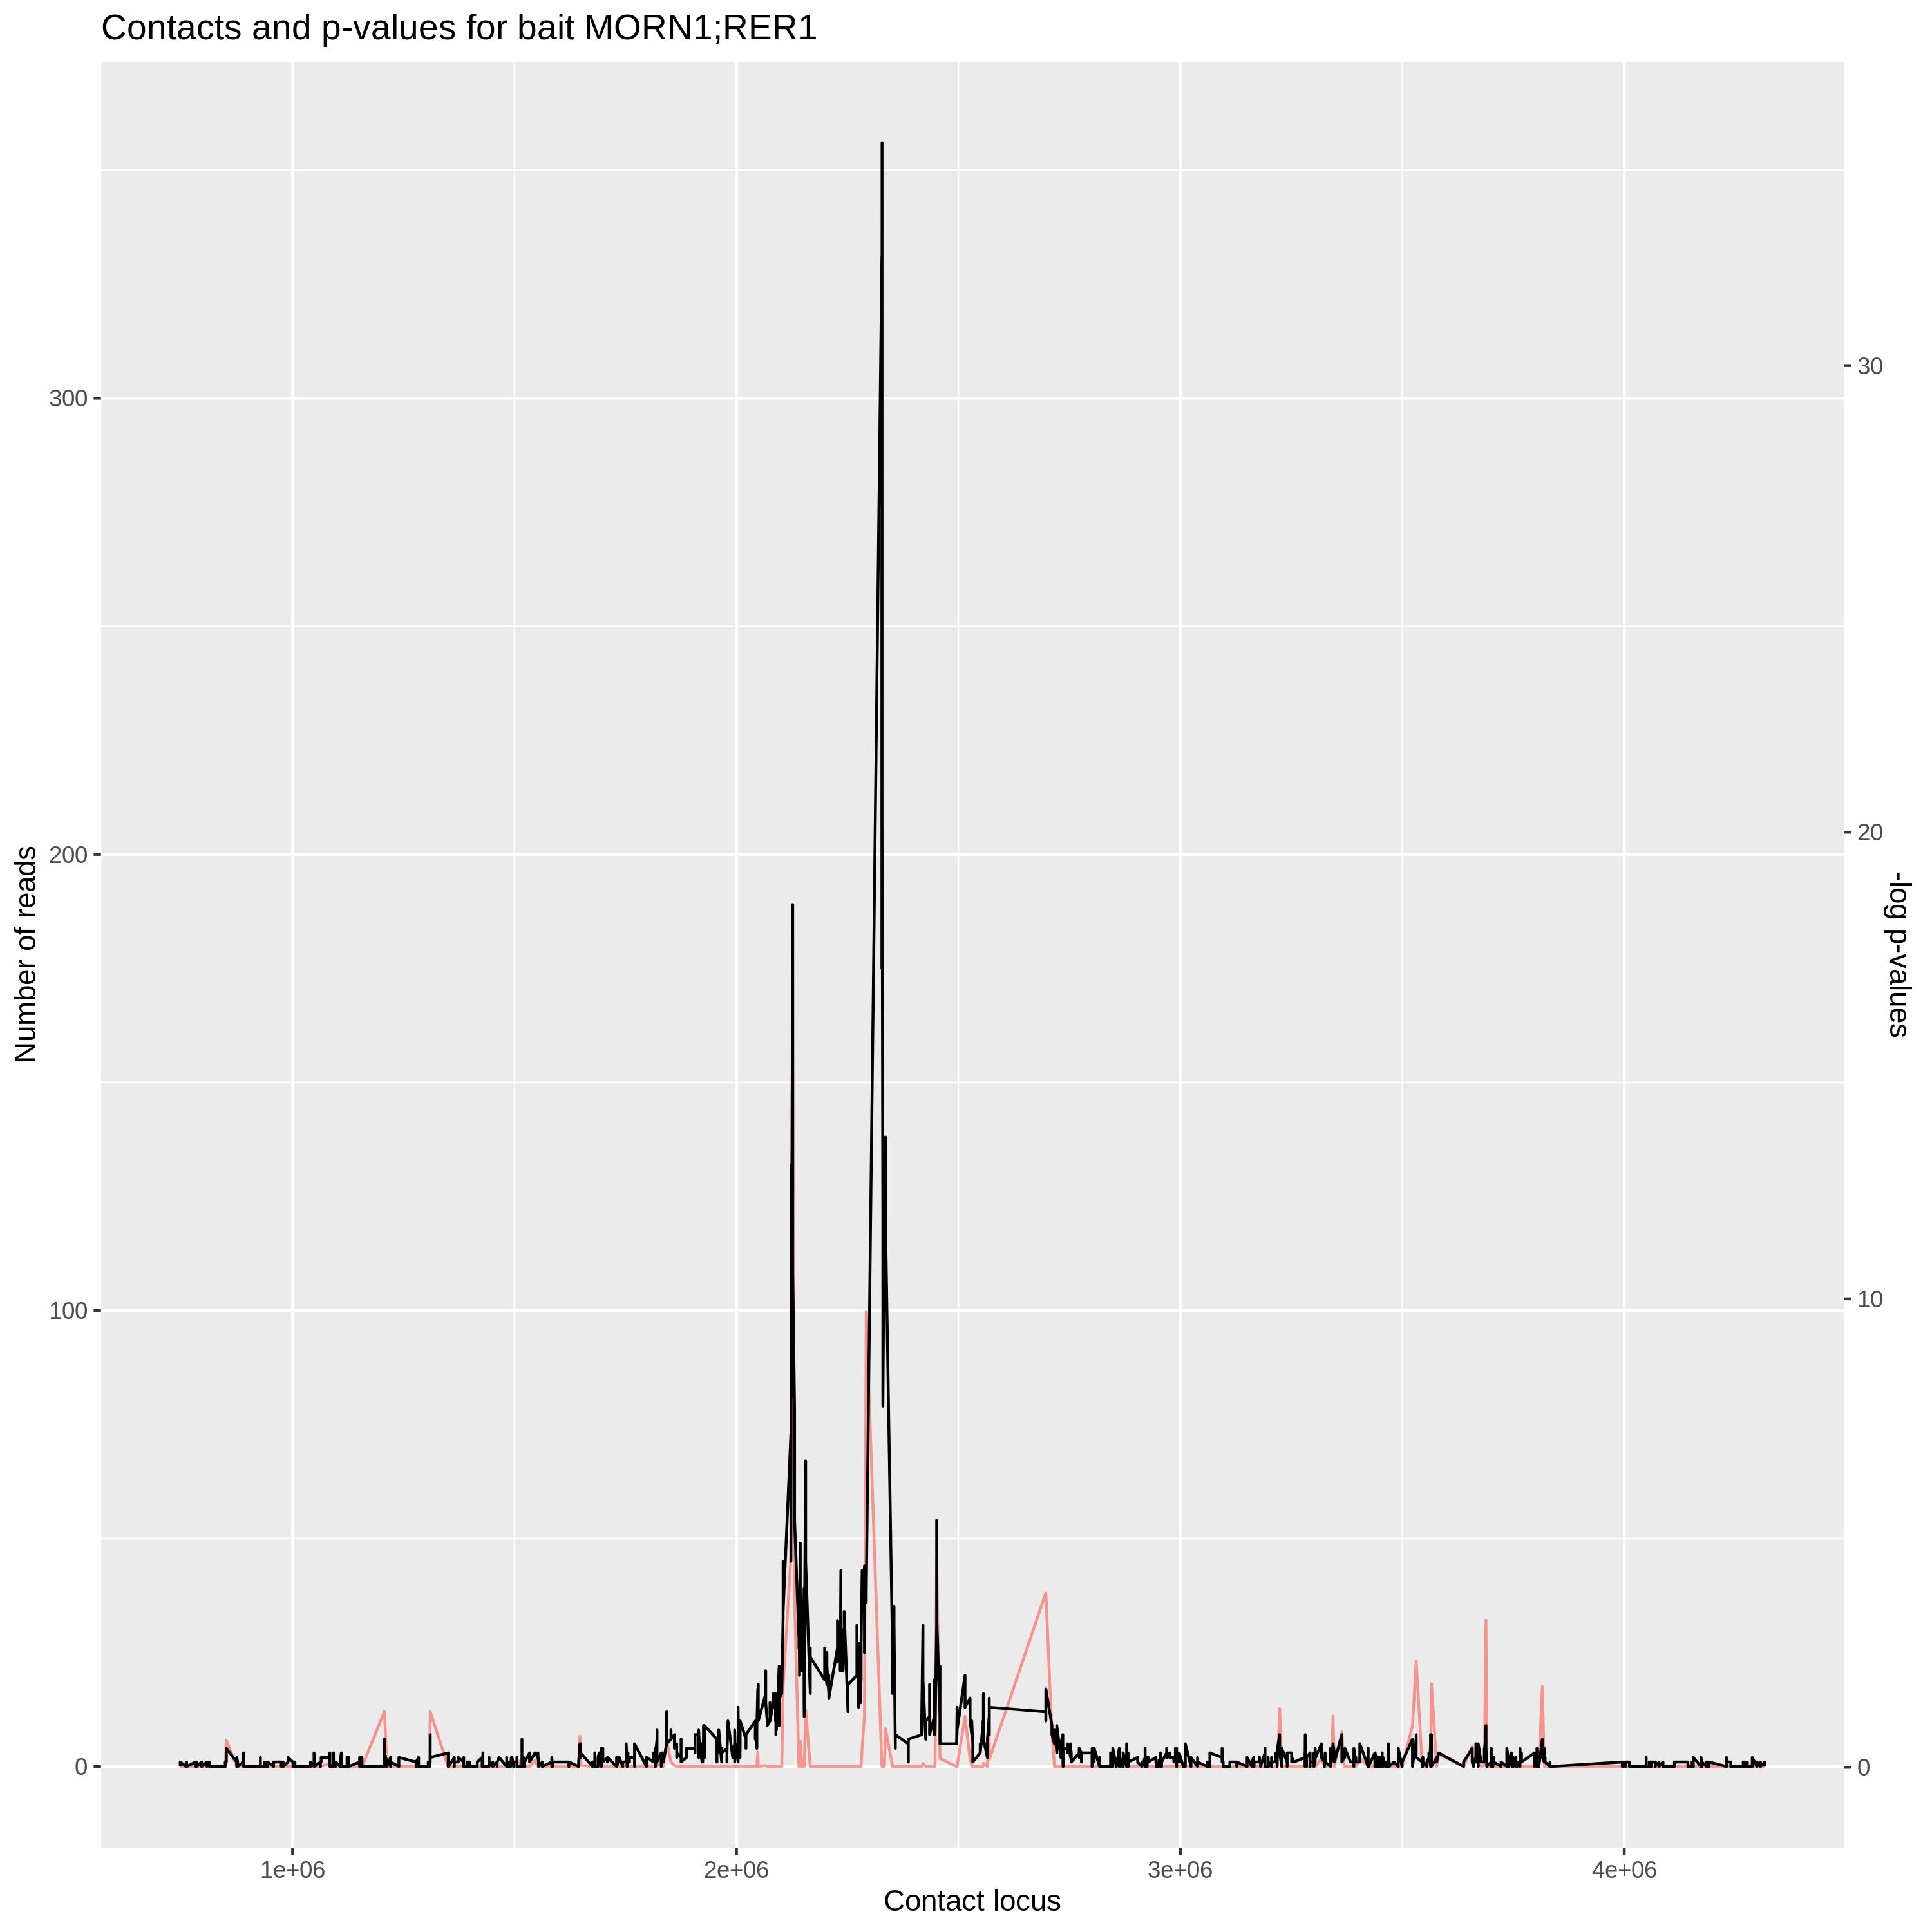 Contacts and p-values for bait MORN1;RER1
300
200
100
0
Number of reads
30
20
10
0
-log p-values
1e+06
2e+06
3e+06
4e+06
Contact locus